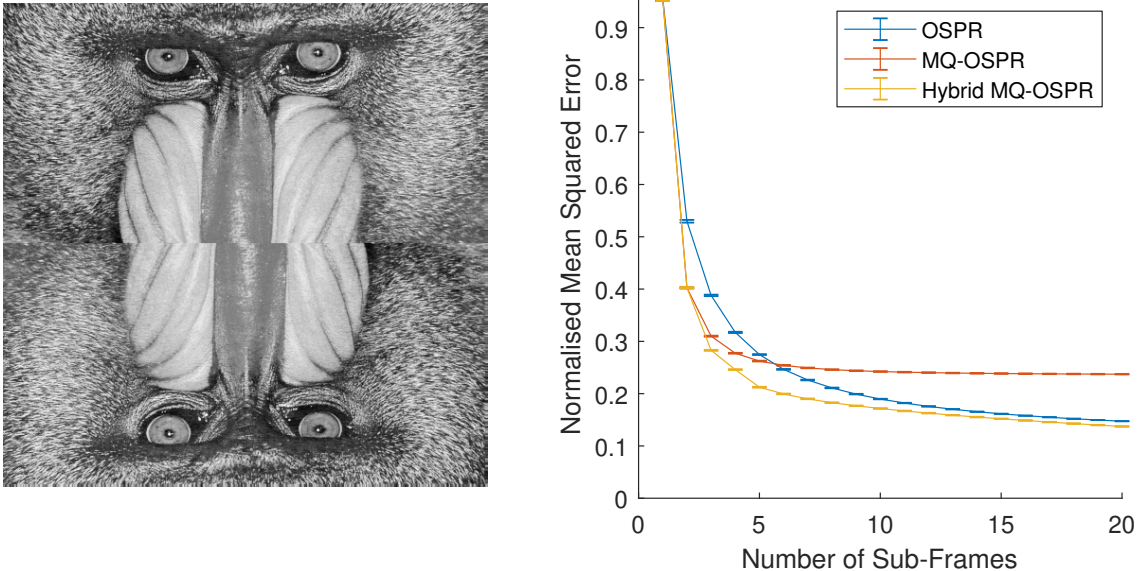 OSPR
MQ-OSPR
Hybrid MQ-OSPR
Normalised Mean Squared Error
0.9
0.8
0.7
0.6
0.5
0.4
0.3
0.2
0.1
0
0 5 10 15 20
Number of Sub-Frames